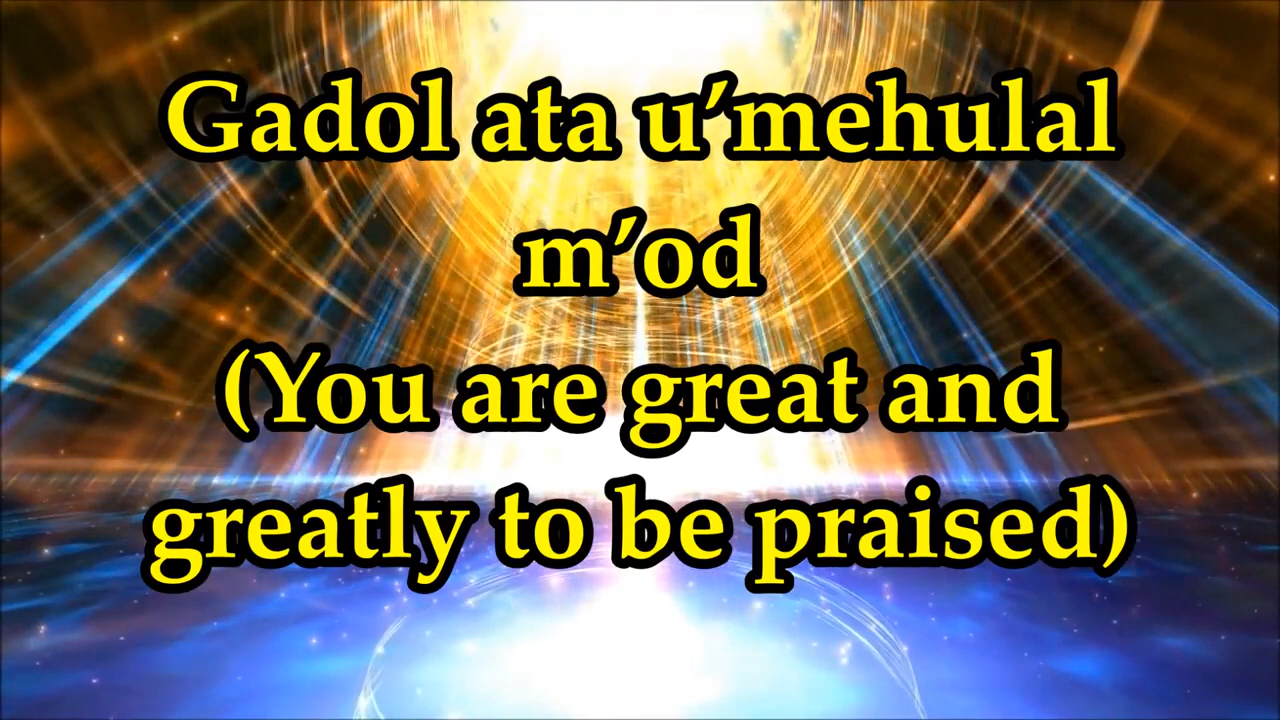 Gadol ata u’mehulal
m’od
(You are great and
greatly to be praised)